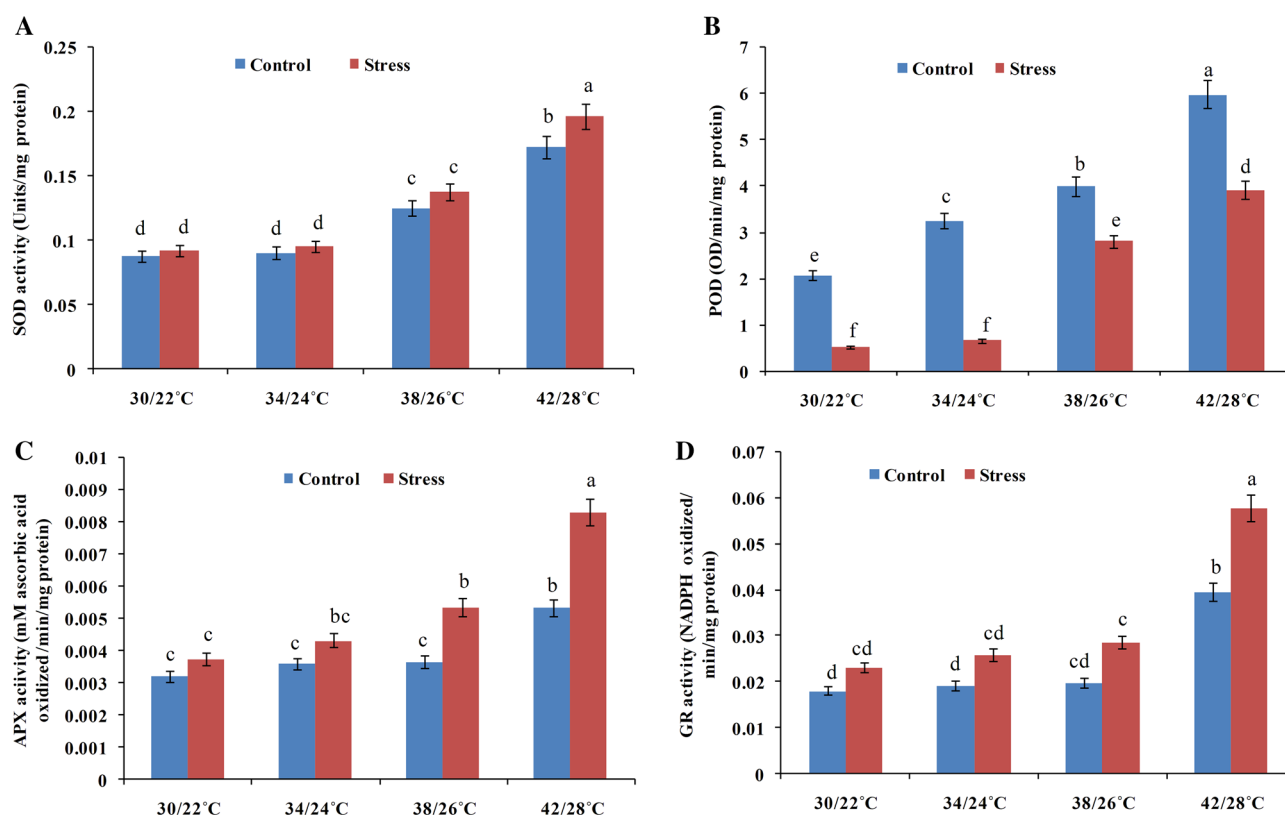 A
SOD activity (Units/mg protein)
0.25
0.2
0.15
0.1
0.05
0
Control
Stress
d
d
d
d
c
c
b
a
30/22˚C
34/24˚C
38/26˚C
42/28˚C
B
POD (OD/min/mg protein)
7
6
5
4
3
2
1
0
Control
Stress
e
f
c
f
b
e
a
d
30/22˚C
34/24˚C
38/26˚C
42/28˚C
C
APX aciivity (mM ascorbic acid
oxidized /min/mg protein)
0.01
0.009
0.008
0.007
0.006
0.005
0.004
0.003
0.002
0.001
0
Control
Stress
c
c
c
bc
c
b
b
a
30/22˚C
34/24˚C
38/26˚C
42/28˚C
D
GR activity (NADPH oxidized/
min/mg protein)
0.07
0.06
0.05
0.04
0.03
0.02
0.01
0
Control
Stress
d
cd
d
cd
cd
c
b
a
30/22˚C
34/24˚C
38/26˚C
42/28˚C